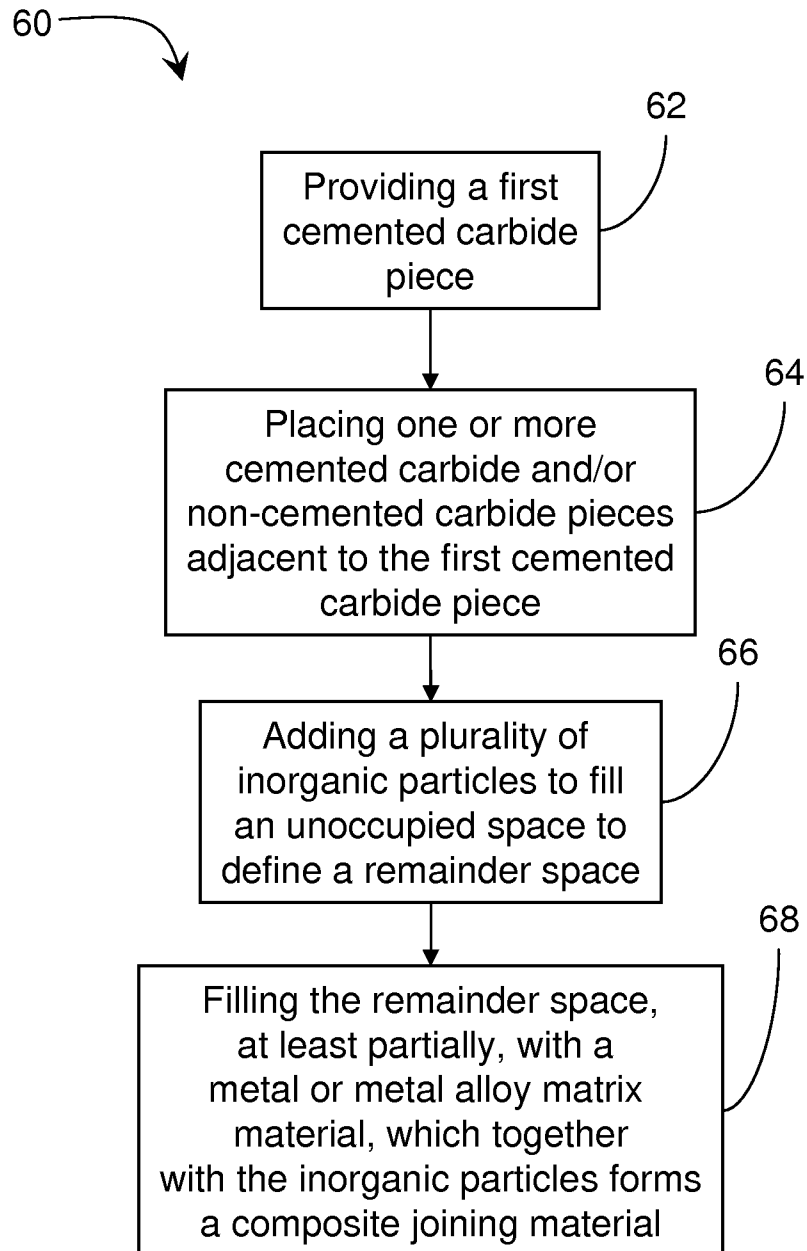 60
62
Providing a first
cemented carbide
piece
64
Placing one or more
cemented carbide and/or
non-cemented carbide pieces
adjacent to the first cemented
carbide piece
66
Adding a plurality of
inorganic particles to fill
an unoccupied space to
define a remainder space
68
Filling the remainder space,
at least partially, with a
metal or metal alloy matrix
material, which together
with the inorganic particles forms
a composite joining material